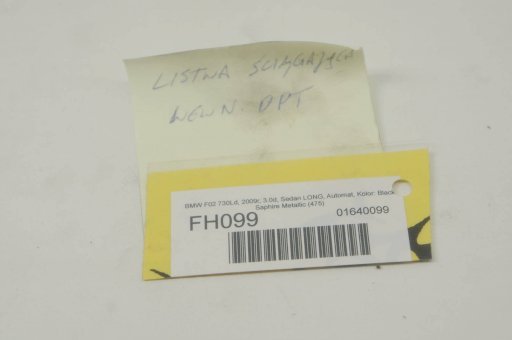 LISTWA ŚCIĄGAJĄCA
WEWN. PPT
BMW F02 730Ld, 2009r, 3.0d, Sedan LONG, Automat, Kolor: Black
Saphire Metallic (475)
FH099
01640099